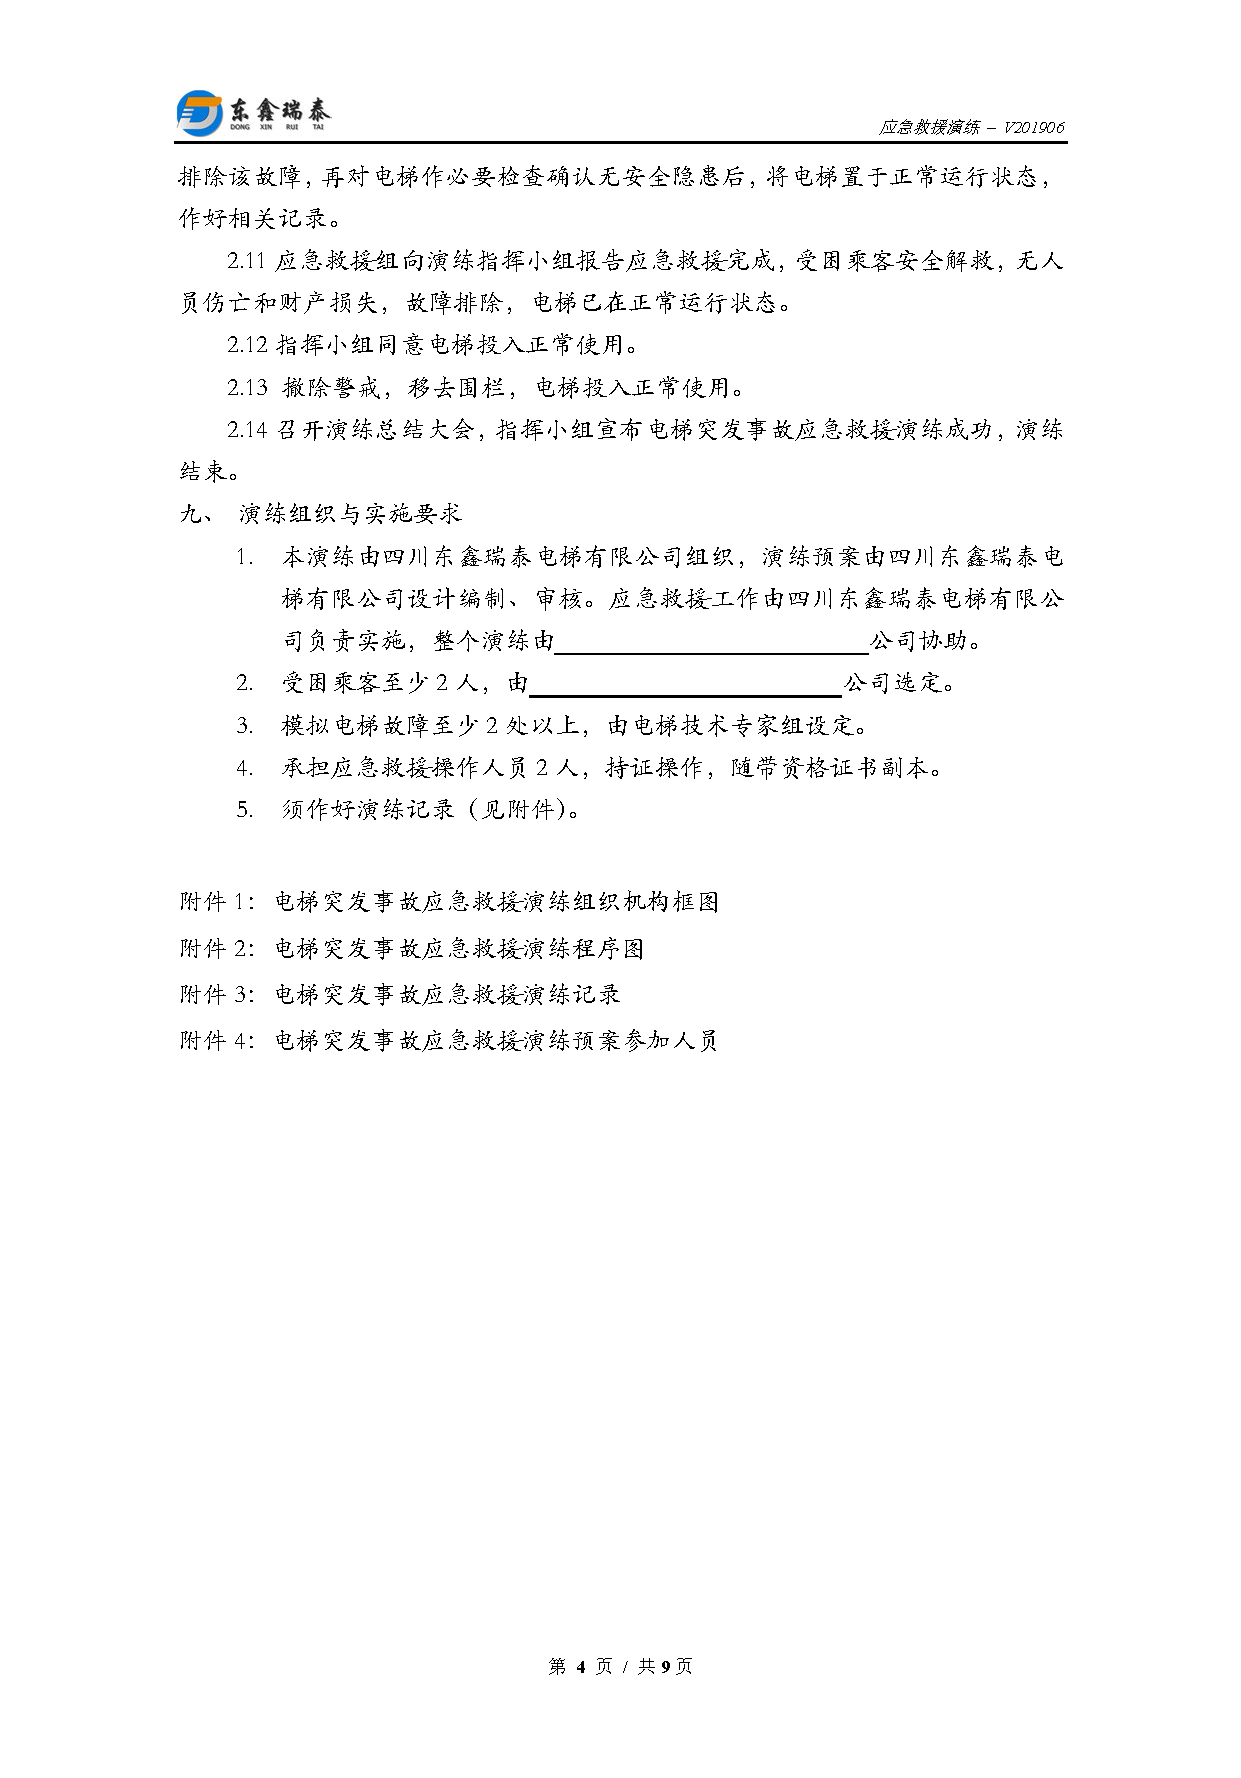 东鑫瑞泰
DONG XIN RUI TAI
应急救援演练 – V201906
排除该故障，再对电梯作必要检查确认无安全隐患后，将电梯置于正常运行状态，
作好相关记录。
2.11 应急救援组向演练指挥小组报告应急救援完成，受困乘客安全解救，无人
员伤亡和财产损失，故障排除，电梯已在正常运行状态。
2.12 指挥小组同意电梯投入正常使用。
2.13 撤除警戒，移去围栏，电梯投入正常使用。
2.14 召开演练总结大会，指挥小组宣布电梯突发事故应急救援演练成功，演练
结束。
九、 演练组织与实施要求
1. 本演练由四川东鑫瑞泰电梯有限公司组织，演练预案由四川东鑫瑞泰电
梯有限公司设计编制、审核。应急救援工作由四川东鑫瑞泰电梯有限公
司负责实施，整个演练由 公司协助。
2. 受困乘客至少 2 人，由 公司选定。
3. 模拟电梯故障至少 2 处以上，由电梯技术专家组设定。
4. 承担应急救援操作人员 2 人，持证操作，随带资格证书副本。
5. 须作好演练记录（见附件）。
附件 1：电梯突发事故应急救援演练组织机构框图
附件 2：电梯突发事故应急救援演练程序图
附件 3：电梯突发事故应急救援演练记录
附件 4：电梯突发事故应急救援演练预案参加人员
第 4 页 / 共9页